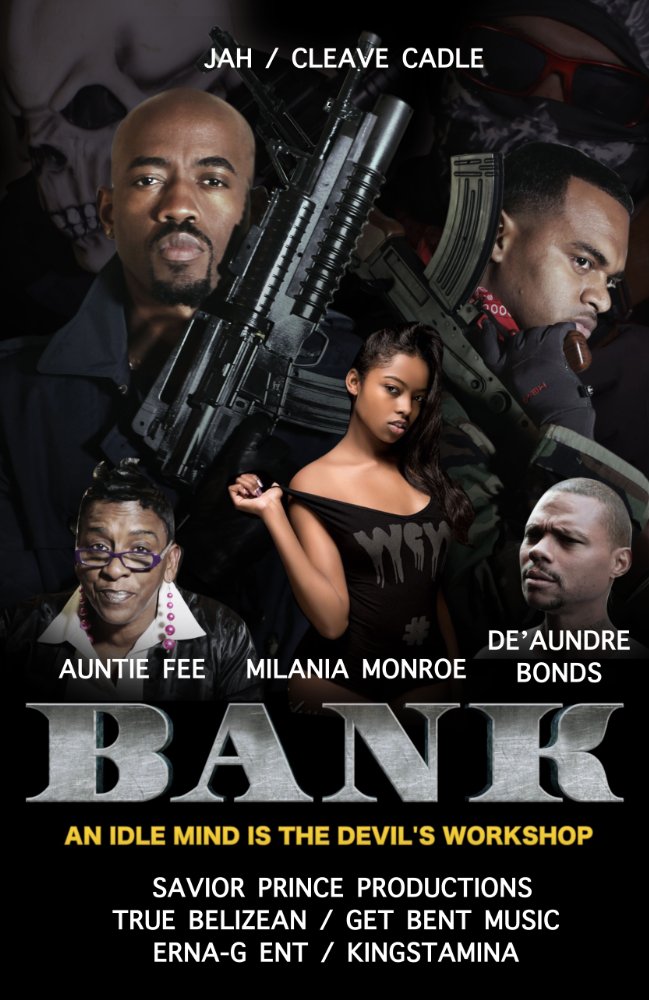 JAH / CLEAVE CADLE
WCW
#
AUNTIE FEE
MILANIA MONROE
DE'AUNDRE
BONDS
BANK
AN IDLE MIND IS THE DEVIL'S WORKSHOP
SAVIOR PRINCE PRODUCTIONS
TRUE BELIZEAN / GET BENT MUSIC
ERNA-G ENT / KINGSTAMINA